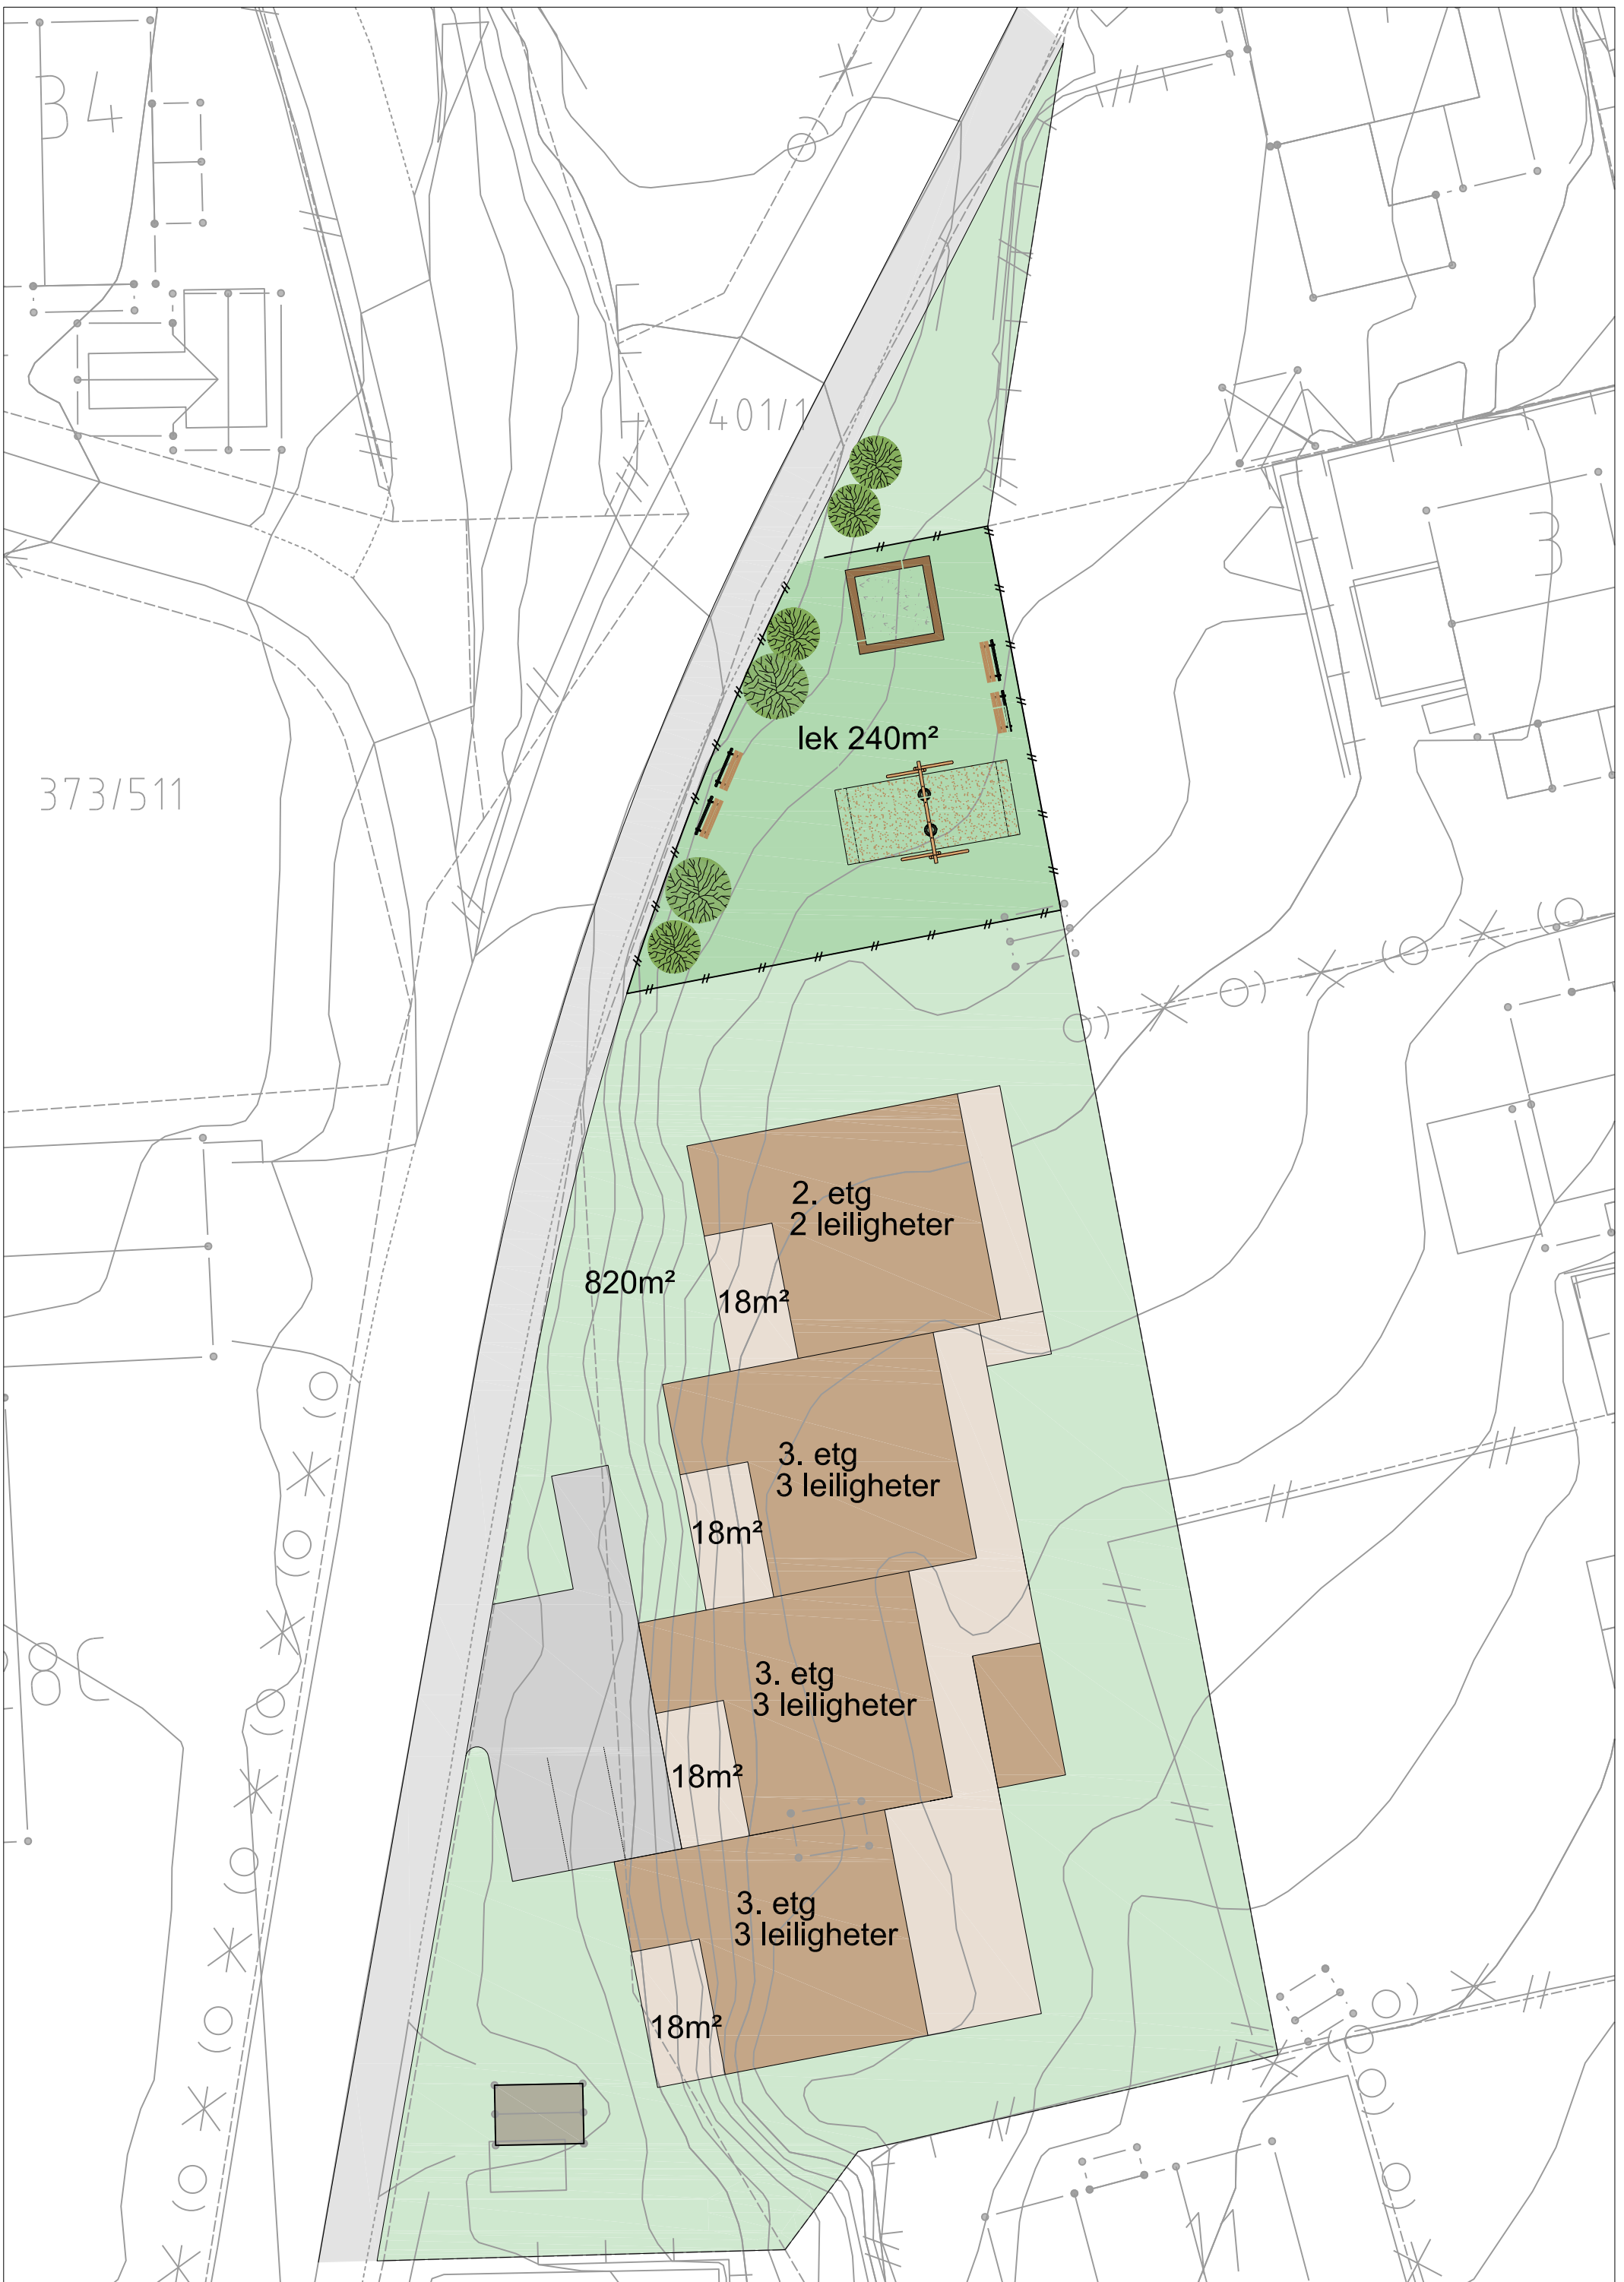 34
401/1
3
lek 240m²
373/511
2. etg
2 leiligheter
820m²
18m²
3. etg
3 leiligheter
18m²
8C
3. etg
3 leiligheter
18m²
3. etg
3 leiligheter
18m²